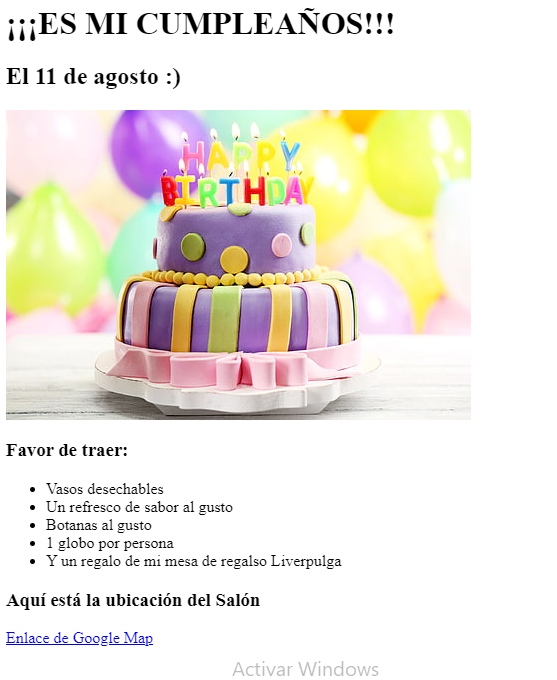 ¡¡¡ES MI CUMPLEAÑOS!!!
El 11 de agosto :)
HAPPY
BIRTHDAY
Favor de traer:
Vasos desechables
Un refresco de sabor al gusto
Botanas al gusto
1 globo por persona
Y un regalo de mi mesa de regalso Liverpulga
Aquí está la ubicación del Salón
Enlace de Google Map
Activar Windows